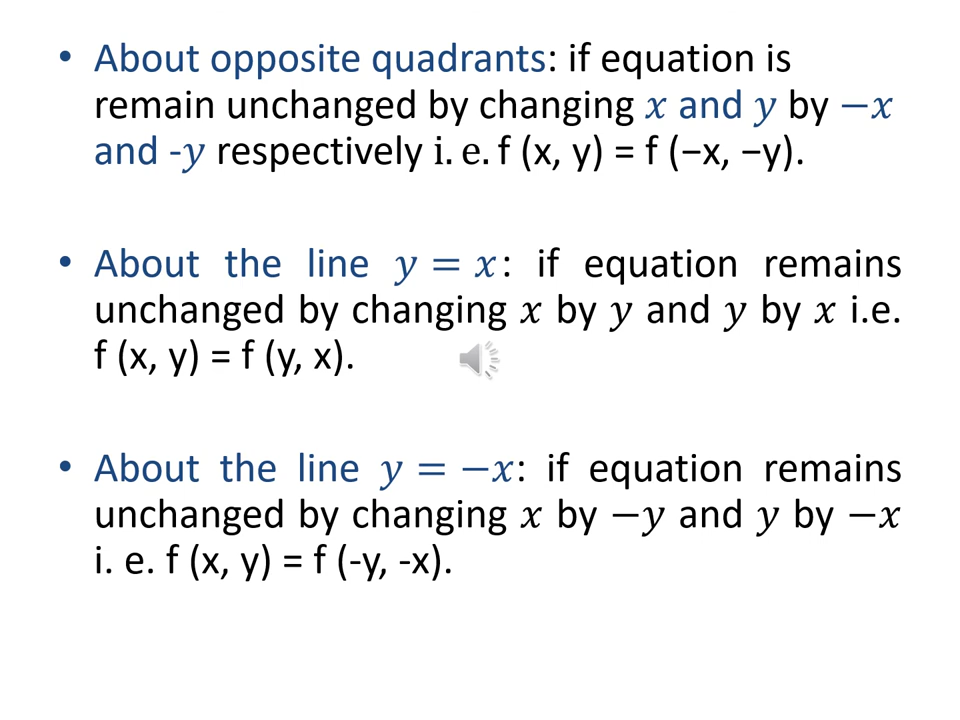 • About opposite quadrants: if equation is
remain unchanged by changing 𝑥 and 𝑦 by −𝑥
and -𝑦 respectively i. e. f (x, y) = f (−x, −y).
• About the line 𝑦 = 𝑥: if equation remains
unchanged by changing 𝑥 by 𝑦 and 𝑦 by 𝑥 i.e.
f (x, y) = f (y, x).
• About the line 𝑦 = −𝑥: if equation remains
unchanged by changing 𝑥 by −𝑦 and 𝑦 by −𝑥
i. e. f (x, y) = f (-y, -x).